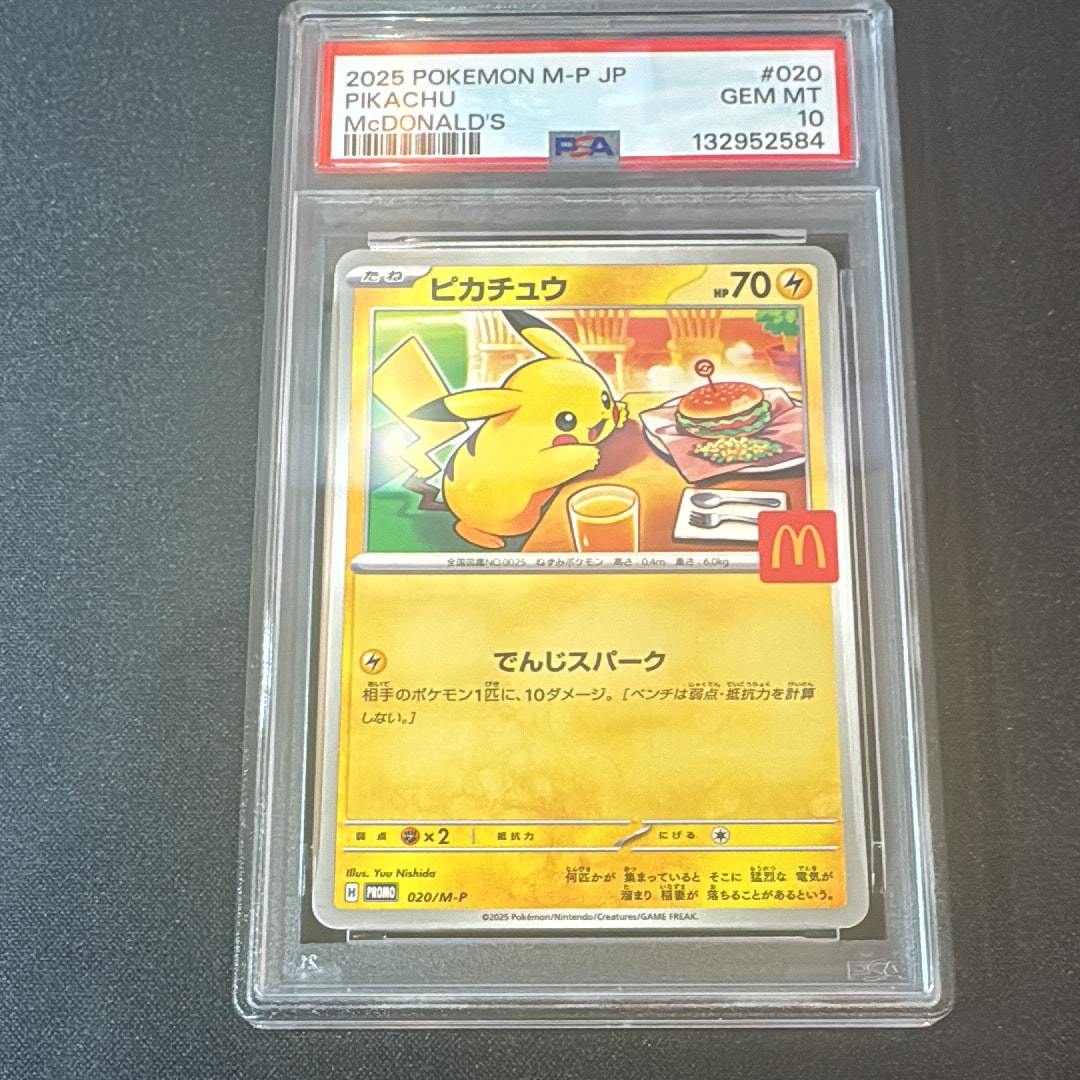 2025 POKEMON M-P JP #020
PIKACHU GEM MT
McDONALD'S 10
PSA 132952584
たね ピカチュウ HP70
全国図鑑NO.0025 ねずみポケモン 高さ:0.4m 重さ:6.0kg
でんじスパーク
相手のポケモン1匹に、10ダメージ。[ベンチは弱点・抵抗力を計算
しない。]
弱点 ×2 抵抗力 にげる
Illus. Yuu Nishida
何匹かが 集まっていると そこに 猛烈な 電気が
H PROMO 020/M-P
溜まり 稲妻が 落ちることがあるという。
©2025 Pokémon/Nintendo/Creatures/GAME FREAK.
PSA